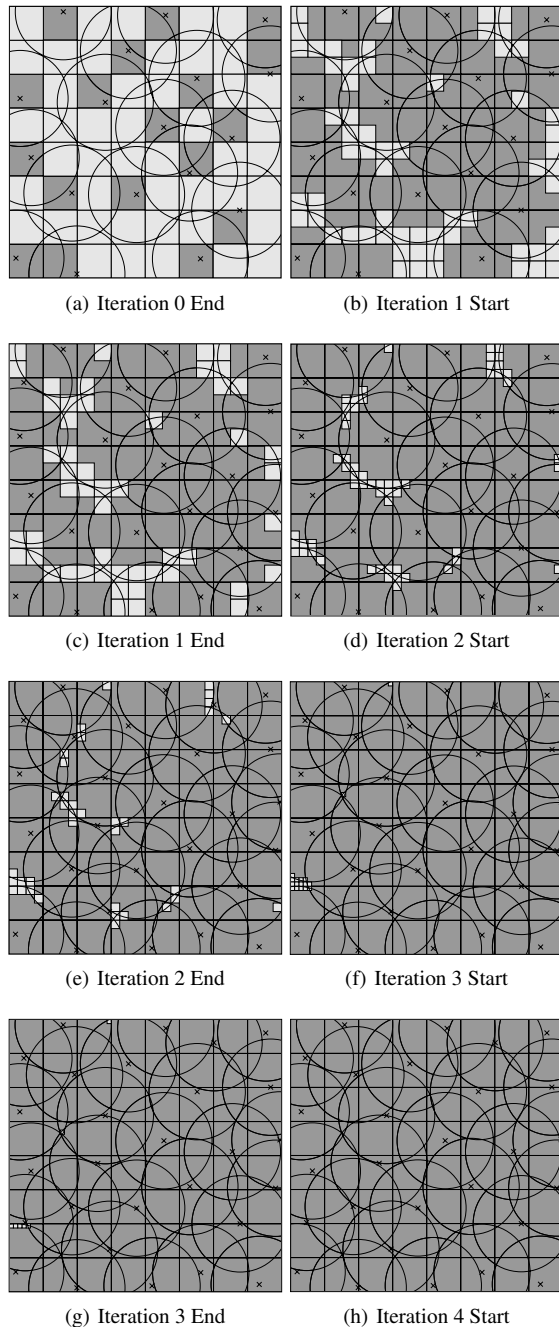 (a) Iteration 0 End
(b) Iteration 1 Start
(c) Iteration 1 End
(d) Iteration 2 Start
(e) Iteration 2 End
(f) Iteration 3 Start
(g) Iteration 3 End
(h) Iteration 4 Start